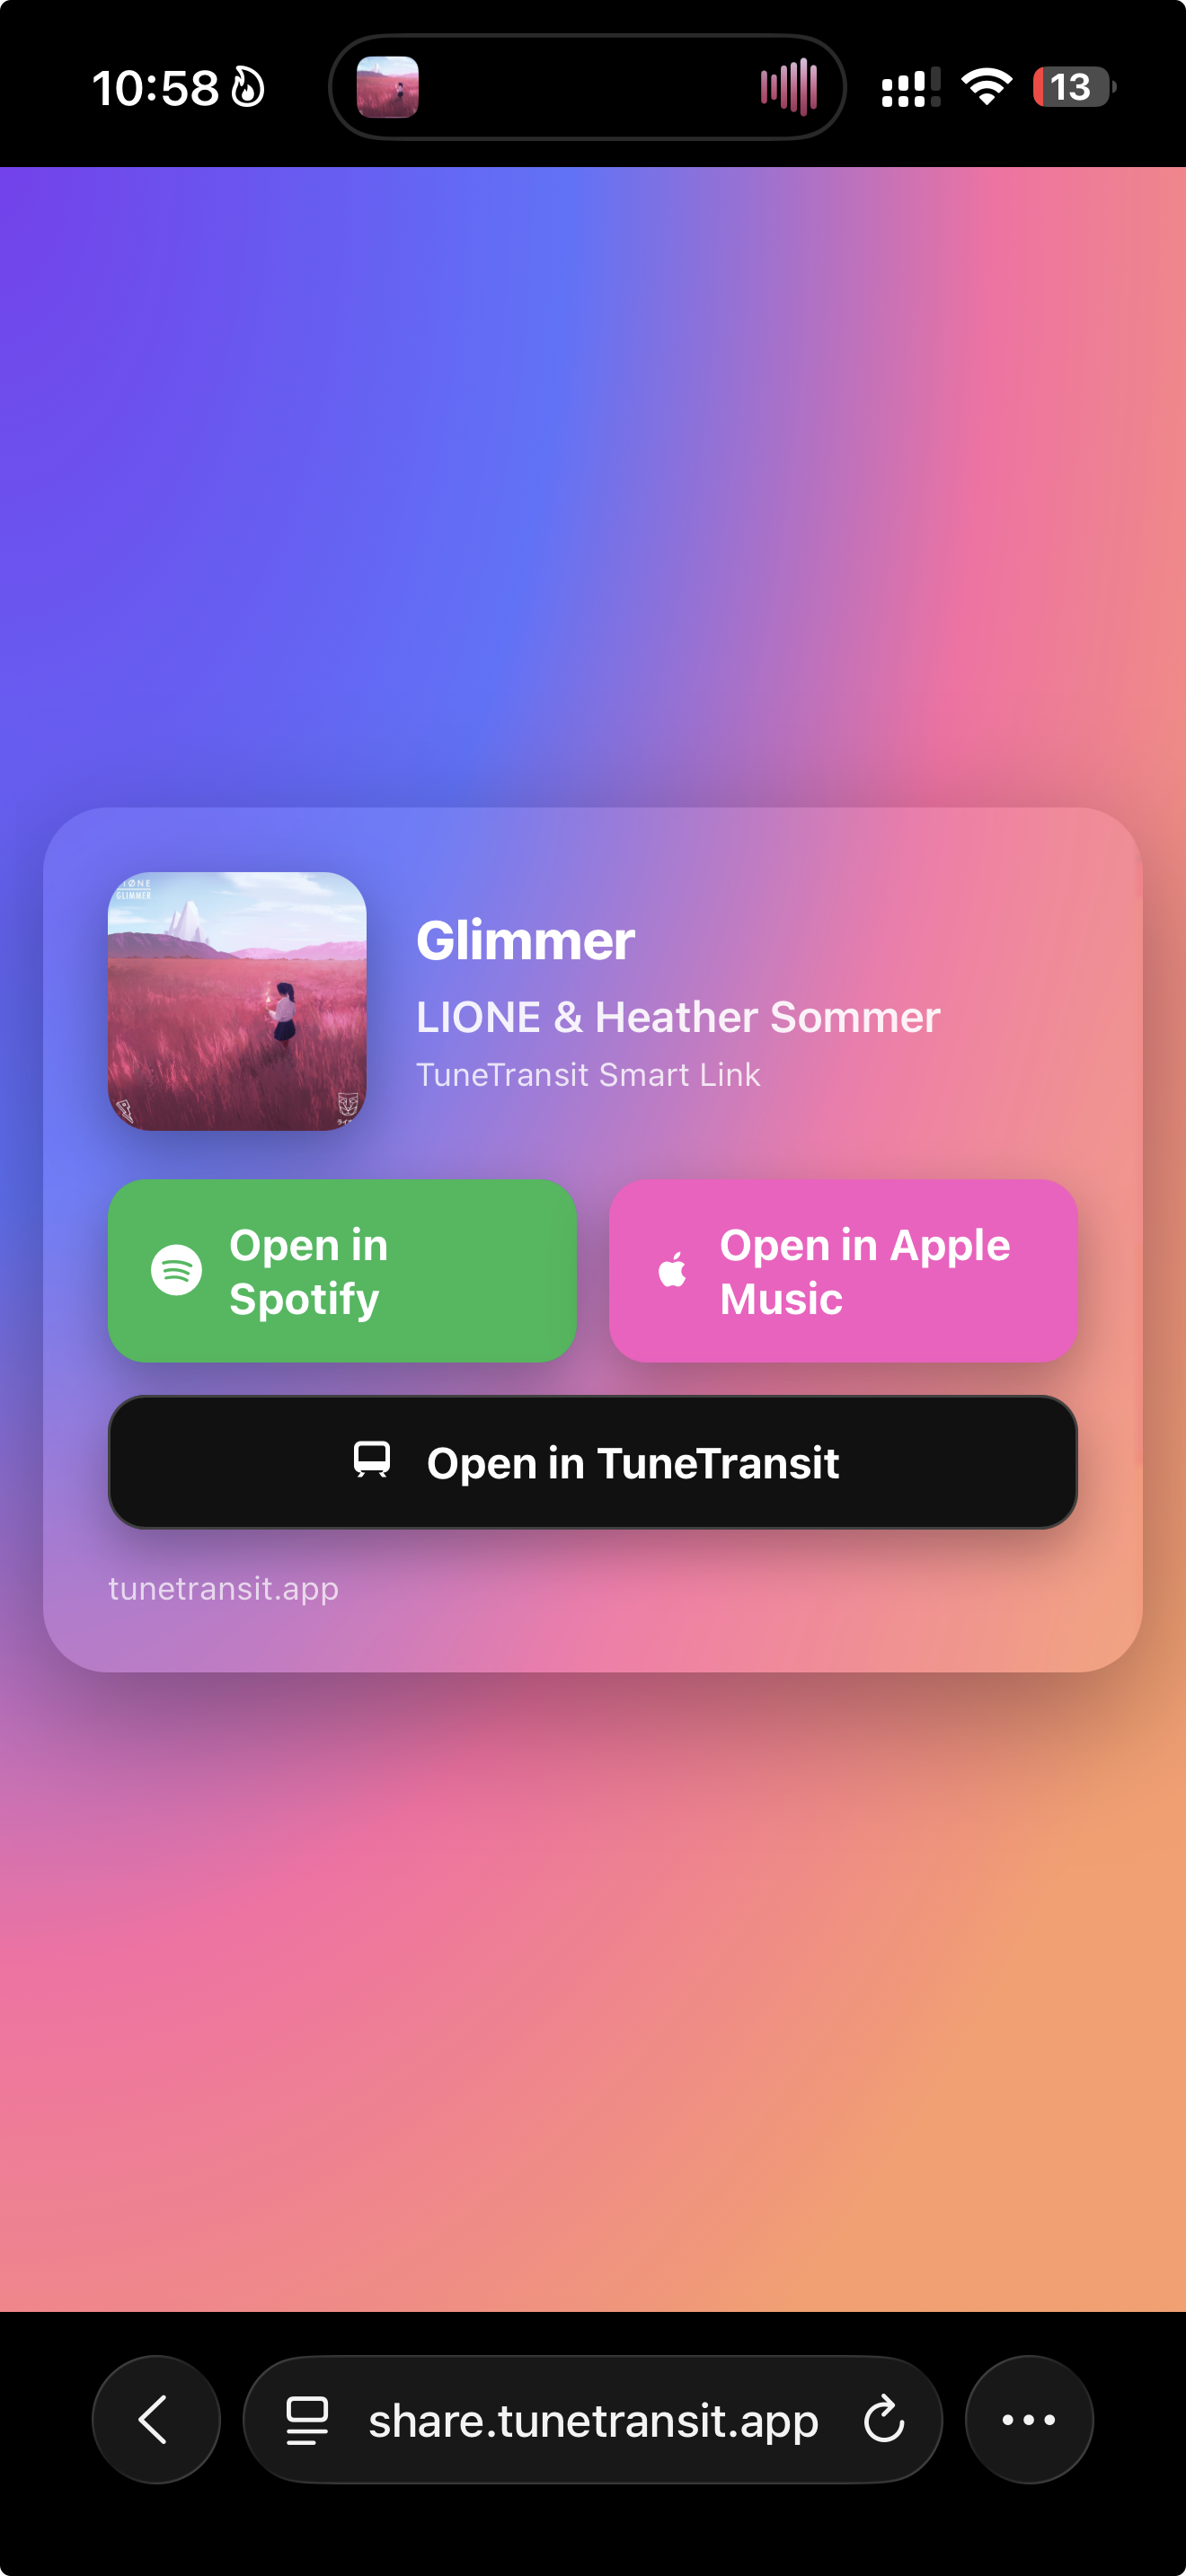 10:58
13
LIONE
GLIMMER
Glimmer
LIONE & Heather Sommer
TuneTransit Smart Link
Open in
Spotify
Open in Apple
Music
Open in TuneTransit
tunetransit.app
share.tunetransit.app